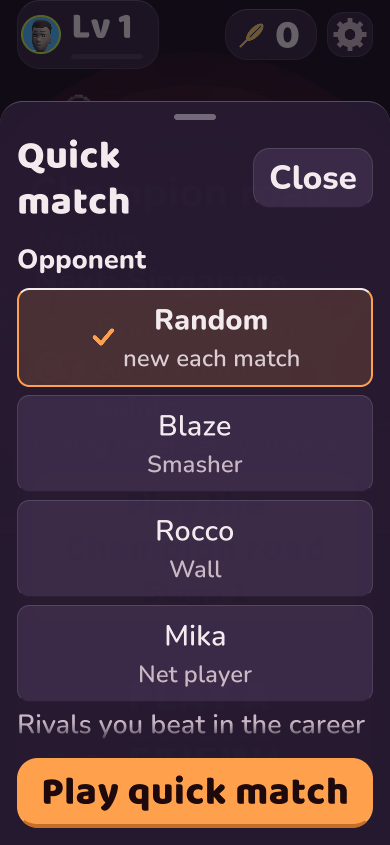 Lv 1
0
Quick
match
Close
Opponent
Random
new each match
Blaze
Smasher
Rocco
Wall
Mika
Net player
Rivals you beat in the career
Play quick match